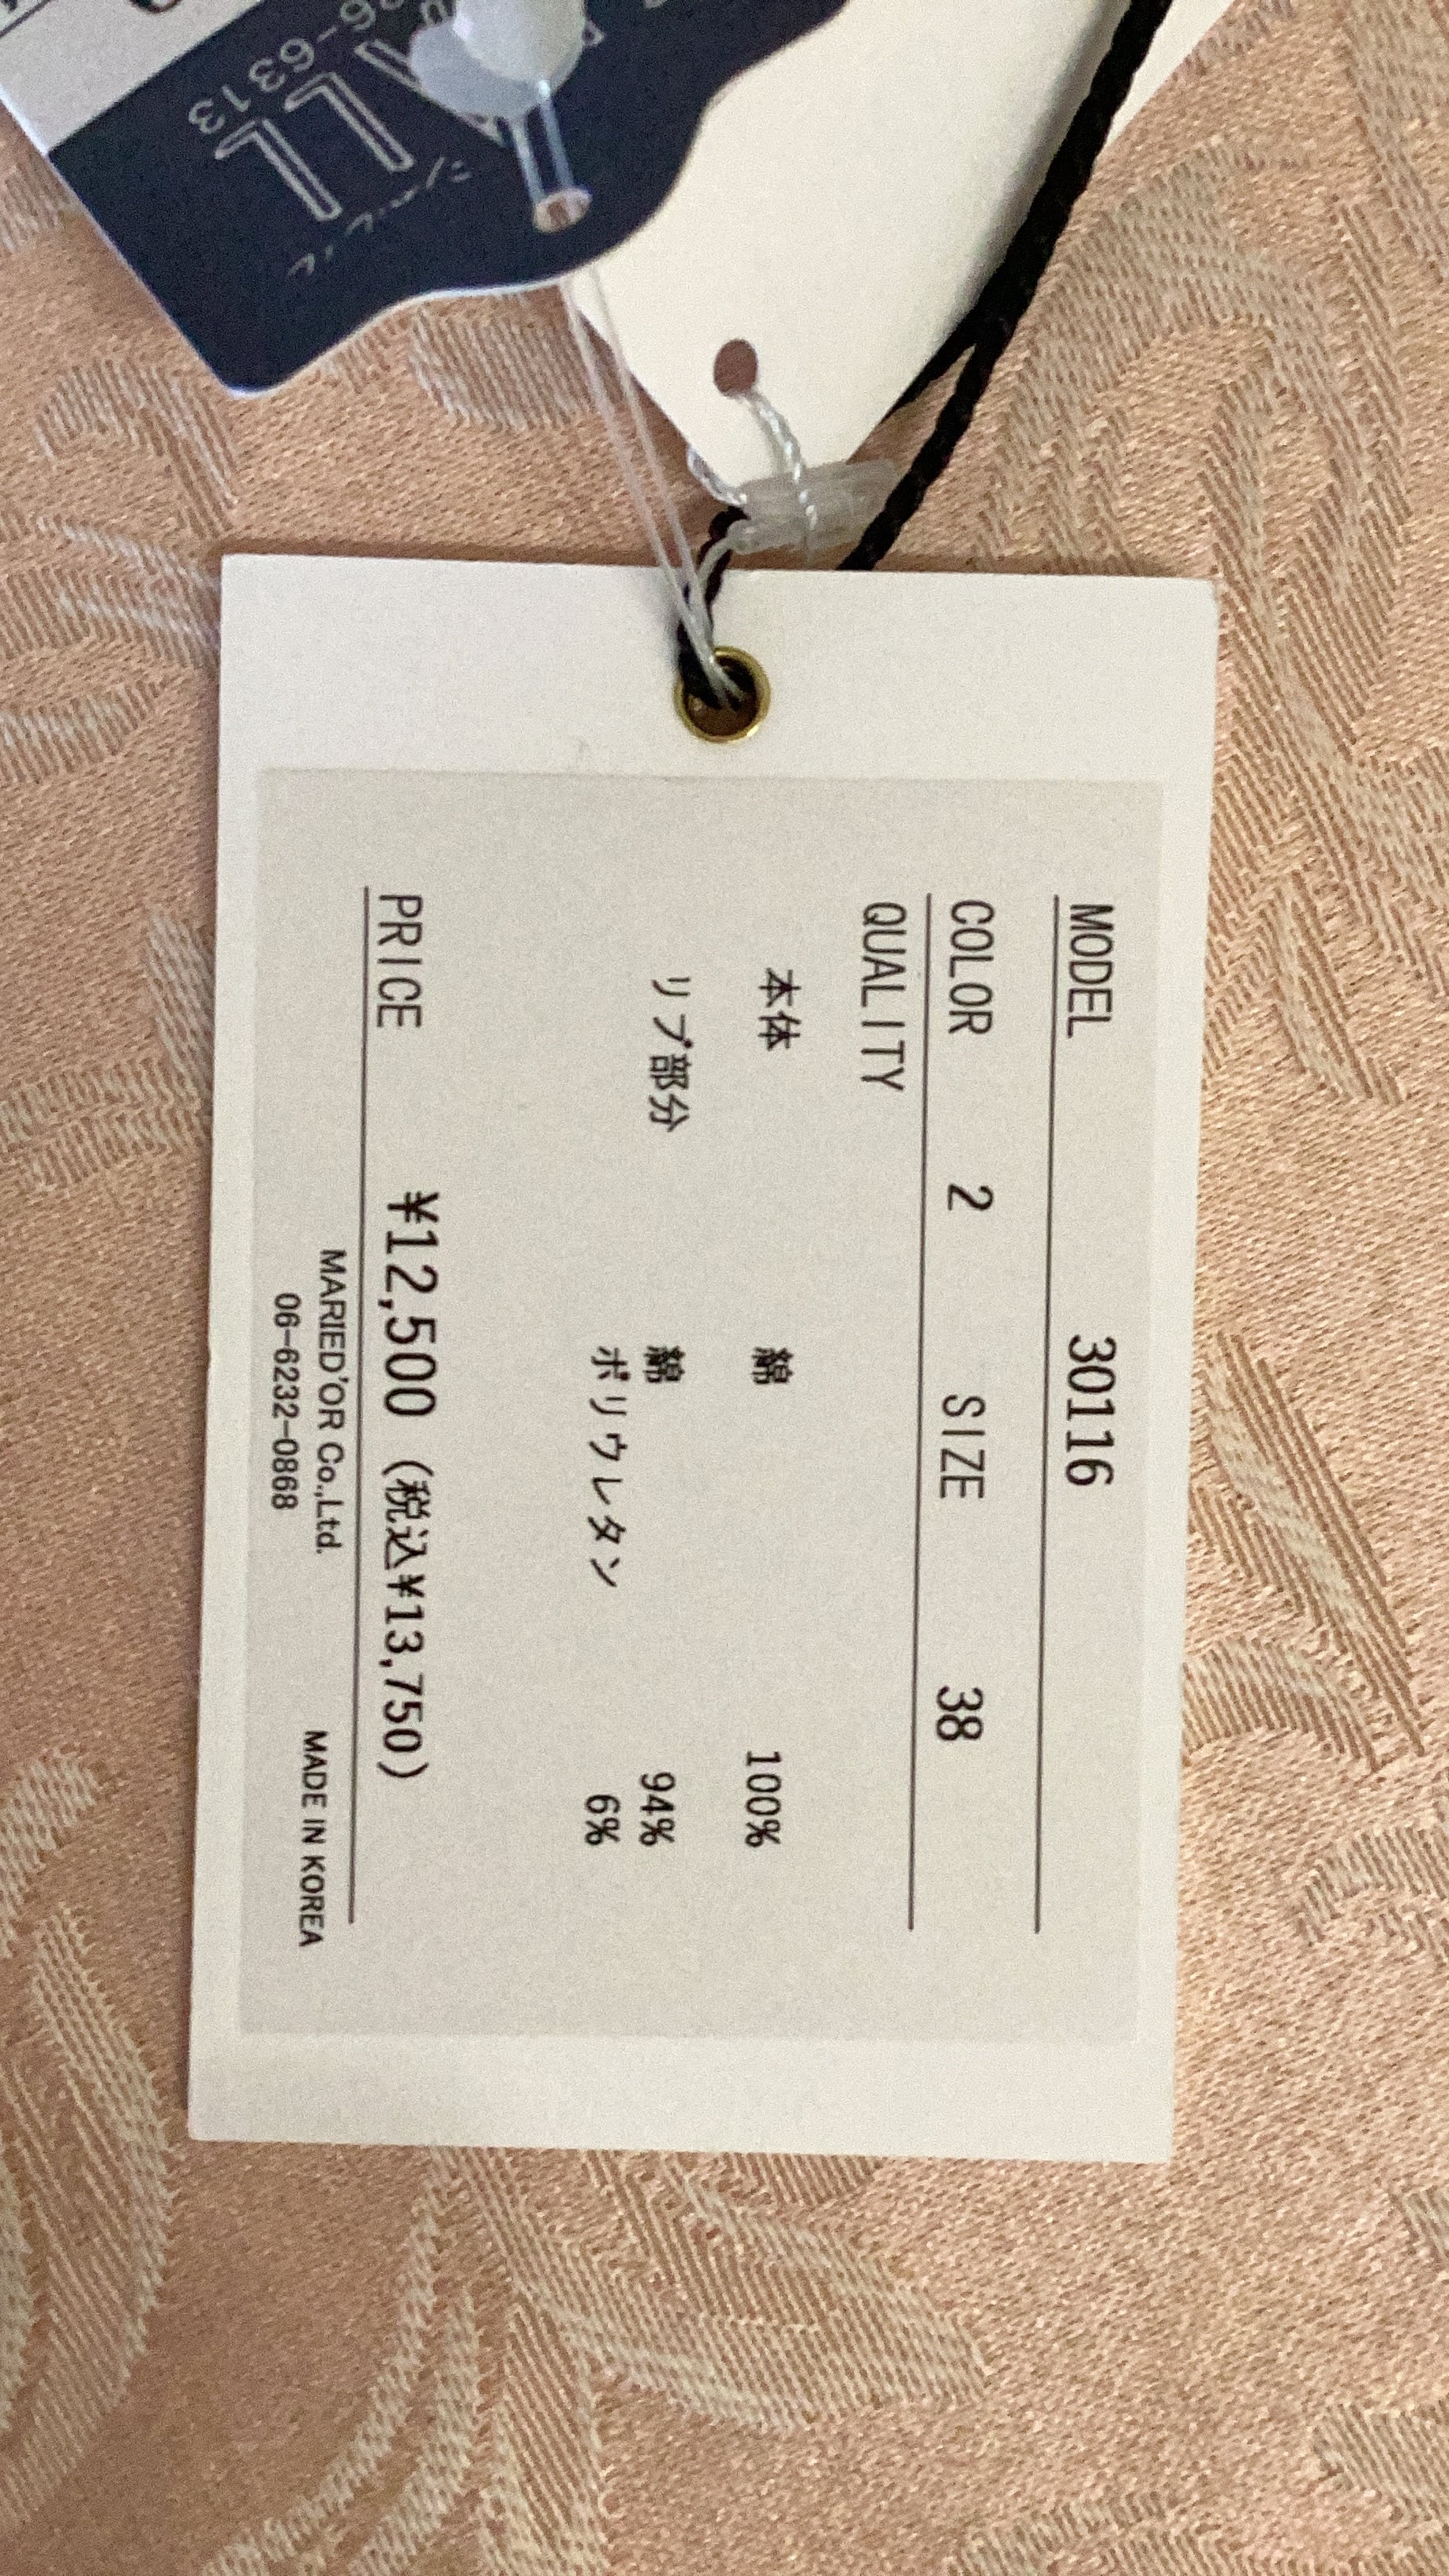 MODEL 30116
COLOR 2 SIZE 38
QUALITY
本体 綿 100%
リブ部分 綿 94%
ポリウレタン 6%
PRICE ¥12,500 (税込¥13,750)
MARIED'OR Co.,Ltd. MADE IN KOREA
06-6232-0868